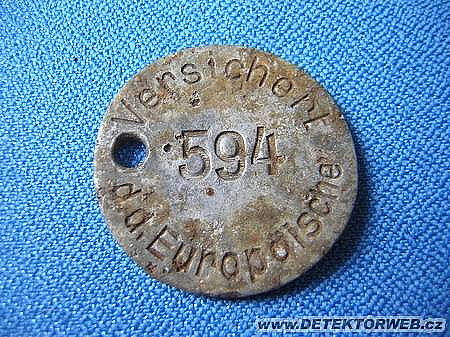 Versichert
594
d.d. Europäische
WWW.DETEKTORWEB.cz